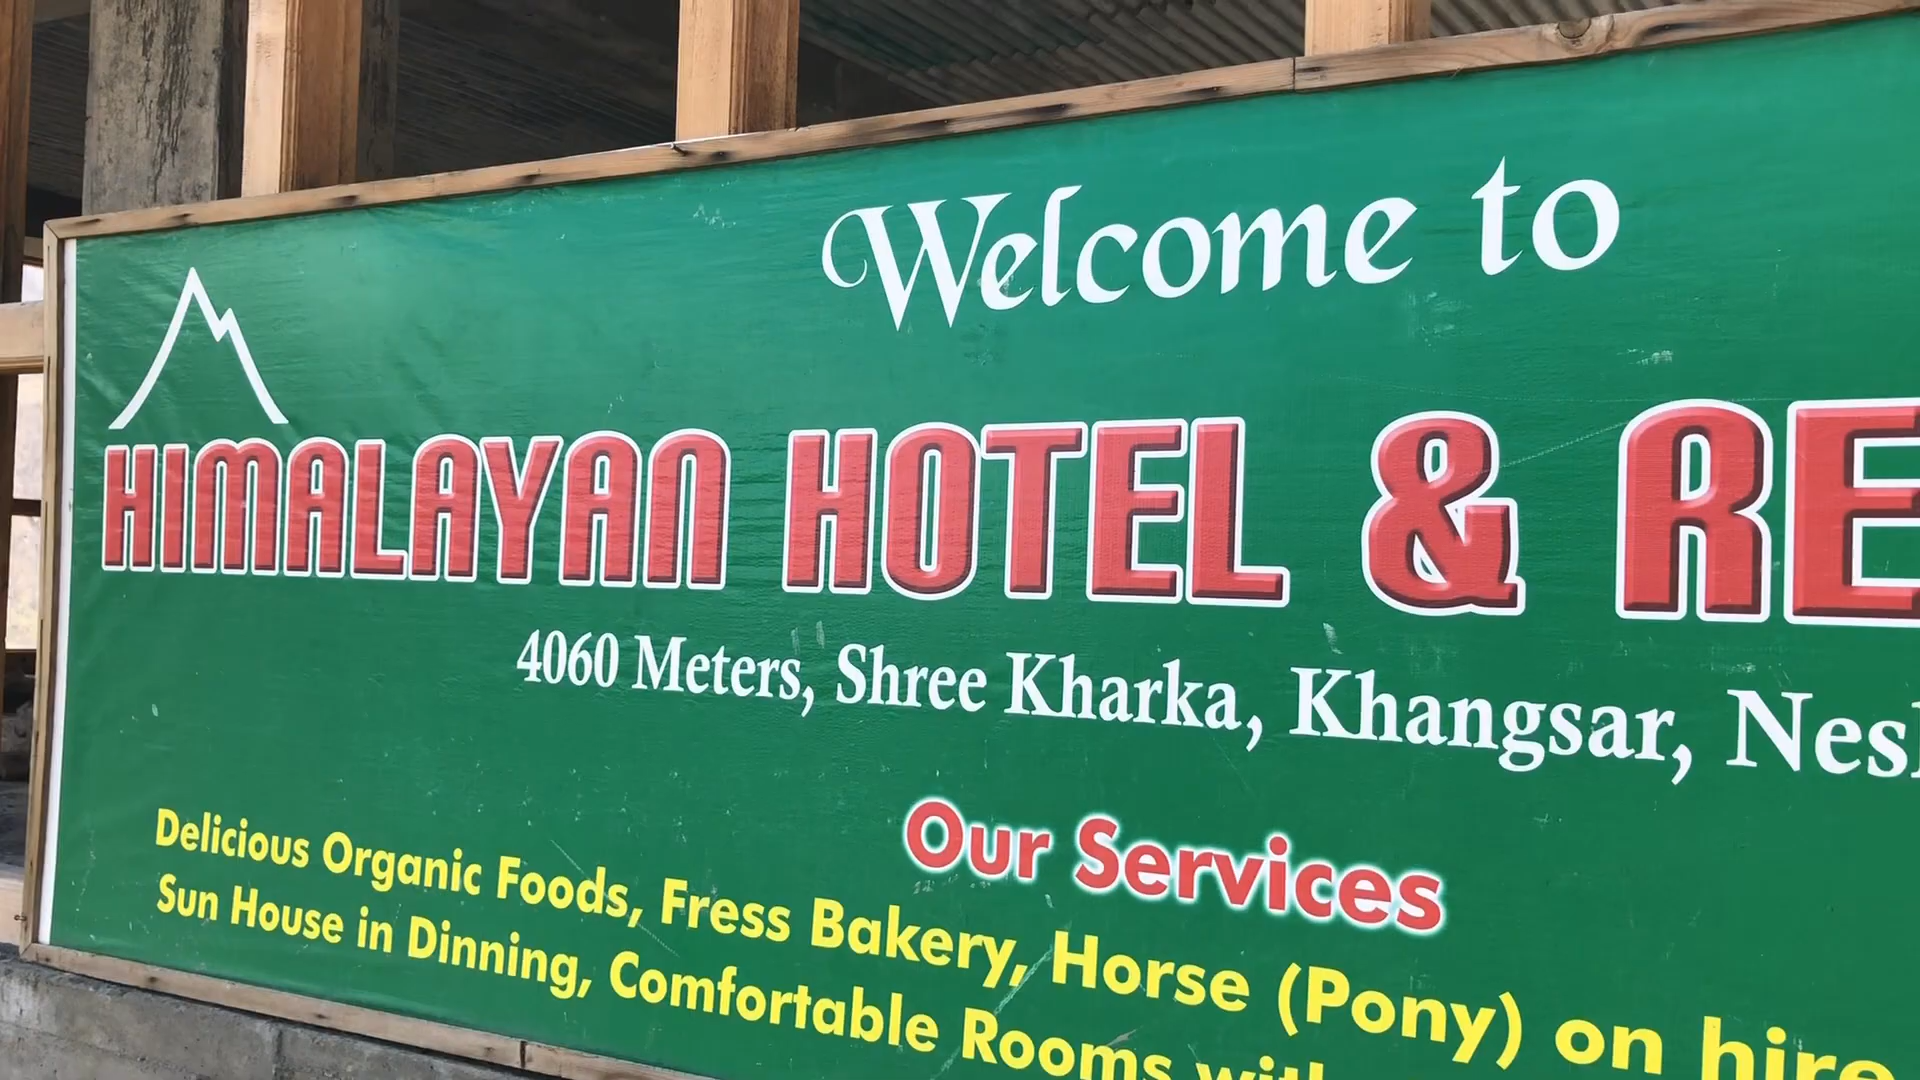 Welcome to
HIMALAYAN HOTEL & RE
4060 Meters, Shree Kharka, Khangsar, Nes
Our Services
Delicious Organic Foods, Fress Bakery, Horse (Pony) on hire
Sun House in Dinning, Comfortable Rooms with